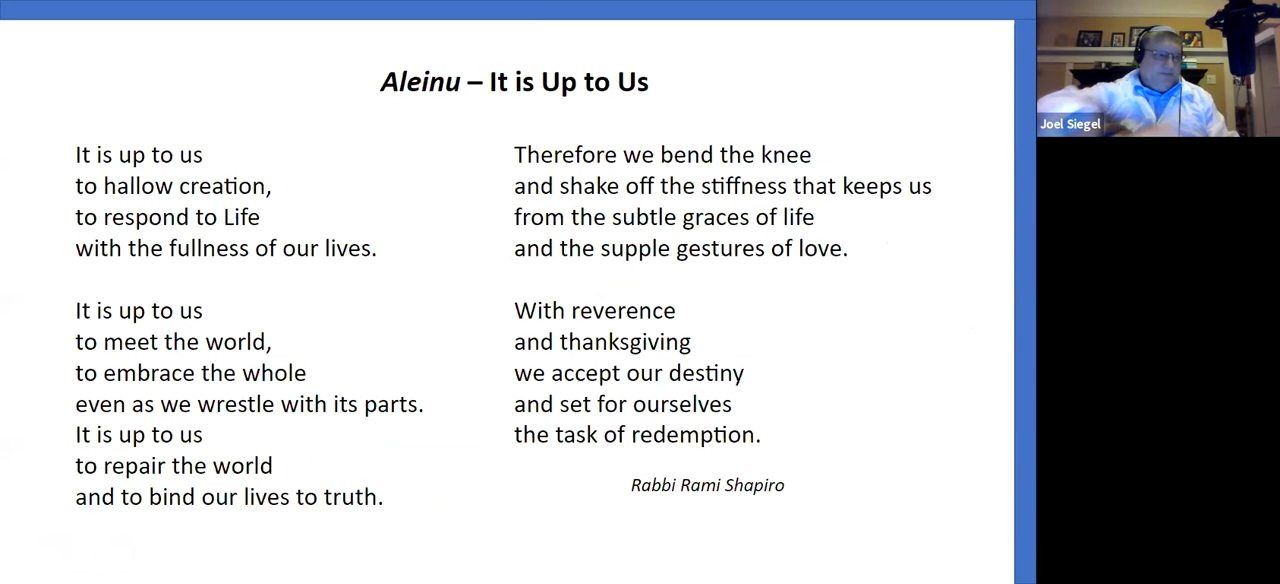 Aleinu – It is Up to Us
It is up to us
to hallow creation,
to respond to Life
with the fullness of our lives.
It is up to us
to meet the world,
to embrace the whole
even as we wrestle with its parts.
It is up to us
to repair the world
and to bind our lives to truth.
Therefore we bend the knee
and shake off the stiffness that keeps us
from the subtle graces of life
and the supple gestures of love.
With reverence
and thanksgiving
we accept our destiny
and set for ourselves
the task of redemption.
Rabbi Rami Shapiro
Joel Siegel